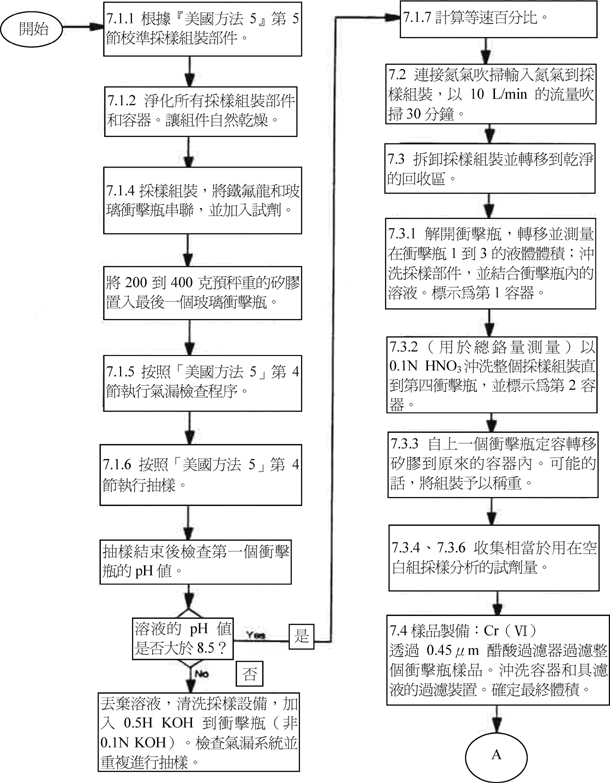 開始
7.1.1 根據『美國方法 5』第 5
節校準採樣組裝部件。
7.1.2 淨化所有採樣組裝部件
和容器。讓組件自然乾燥。
7.1.4 採樣組裝，將鐵氟龍和玻
璃衝擊瓶串聯，並加入試劑。
將 200 到 400 克預秤重的矽膠
置入最後一個玻璃衝擊瓶。
7.1.5 按照「美國方法 5」第 4
節執行氣漏檢查程序。
7.1.6 按照「美國方法 5」第 4
節執行抽樣。
抽樣結束後檢查第一個衝擊
瓶的 pH 值。
溶液的 pH 值
是否大於 8.5？
Yes
是
No
否
丟棄溶液，清洗採樣設備，加
入 0.5H KOH 到衝擊瓶（非
0.1N KOH）。檢查氣漏系統並
重複進行抽樣。
7.1.7 計算等速百分比。
7.2 連接氮氣吹掃輸入氮氣到採
樣組裝，以 10 L/min 的流量吹
掃 30 分鐘。
7.3 拆卸採樣組裝並轉移到乾淨
的回收區。
7.3.1 解開衝擊瓶，轉移並測量
在衝擊瓶 1 到 3 的液體體積；沖
洗採樣部件，並結合衝擊瓶內的
溶液。標示爲第 1 容器。
7.3.2（用於總鉻量測量）以
0.1N HNO3 沖洗整個採樣組裝直
到第四衝擊瓶，並標示爲第 2 容
器。
7.3.3 自上一個衝擊瓶定容轉移
矽膠到原來的容器內。可能的
話，將組裝予以稱重。
7.3.4、7.3.6 收集相當於用在空
白組採樣分析的試劑量。
7.4 樣品製備：Cr（Ⅵ）
透過 0.45μm 醋酸過濾器過濾整
個衝擊瓶樣品。沖洗容器和具濾
液的過濾裝置。確定最終體積。
A